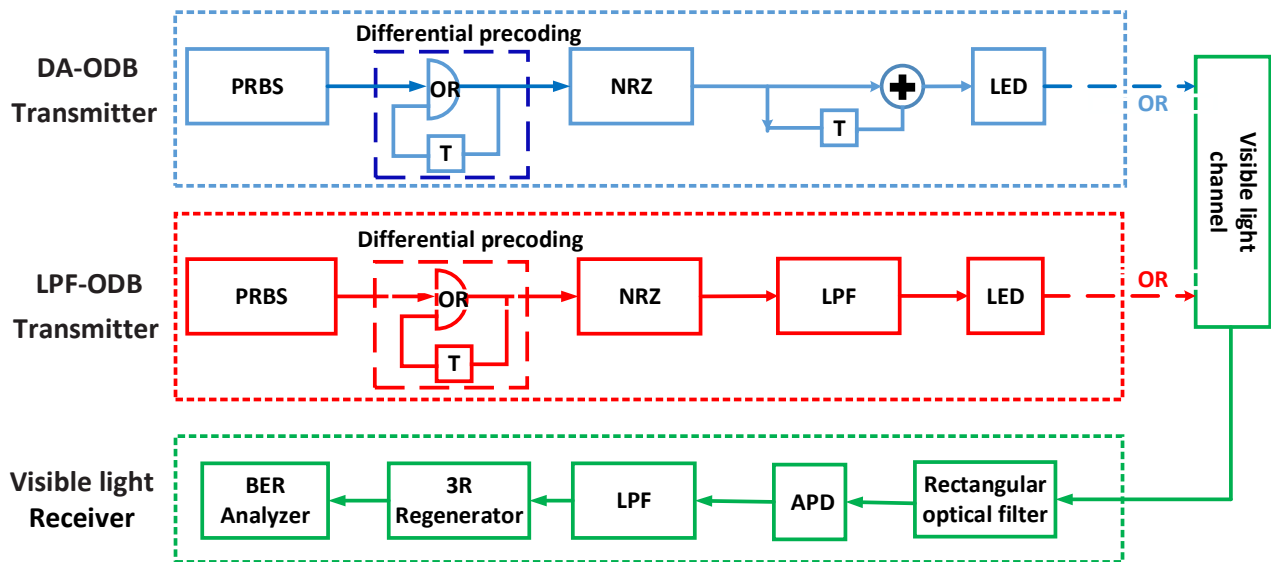 Differential precoding
DA-ODB
Transmitter
PRBS
OR
T
NRZ
+
T
LED
OR
Visible light
channel
Differential precoding
LPF-ODB
Transmitter
PRBS
OR
T
NRZ
LPF
LED
OR
Visible light
Receiver
BER
Analyzer
3R
Regenerator
LPF
APD
Rectangular
optical filter